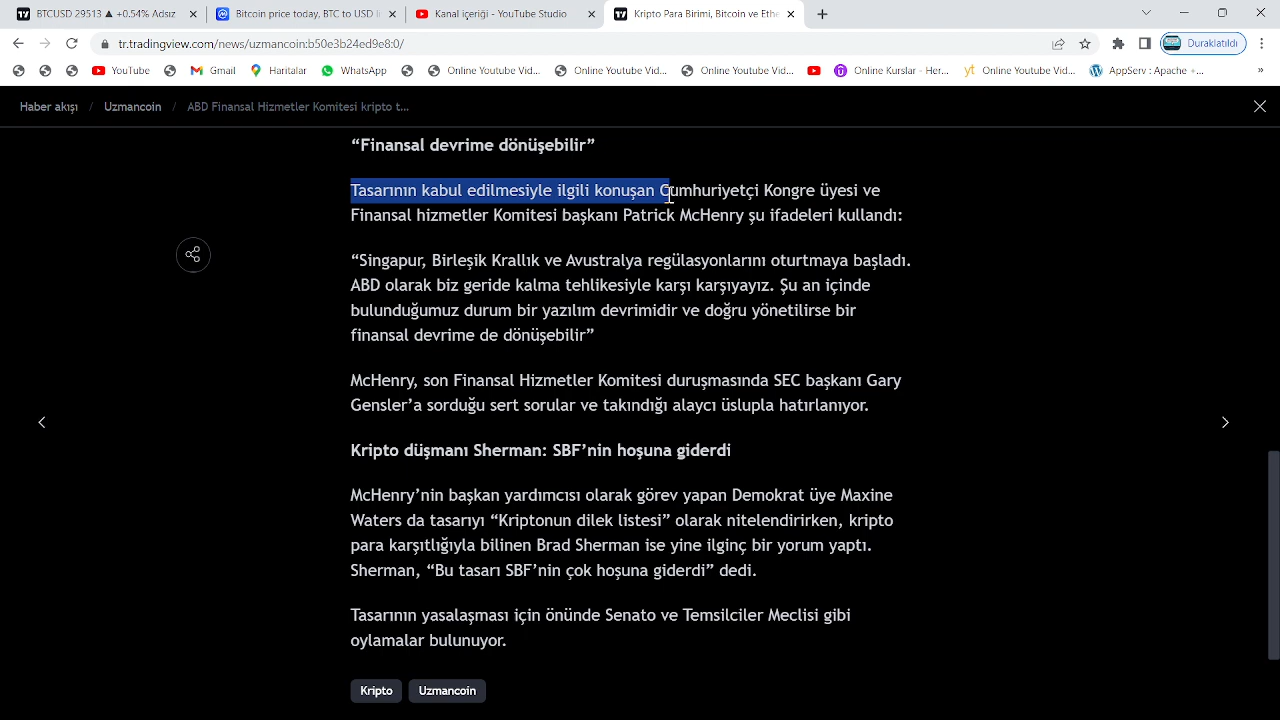 BTCUSD 29513 ▲ +0.54% Adsız
Bitcoin price today, BTC to USD li
Kanal içeriği - YouTube Studio
Kripto Para Birimi, Bitcoin ve Ethe
tr.tradingview.com/news/uzmancoin:b50e3b24ed9e8:0/
Duraklatıldı
YouTube
Gmail
Haritalar
WhatsApp
Online Youtube Vid...
Online Youtube Vid...
Online Youtube Vid...
Online Kurslar - Her...
yt Online Youtube Vid...
AppServ : Apache +...
»
Haber akışı / Uzmancoin / ABD Finansal Hizmetler Komitesi kripto t...
“Finansal devrime dönüşebilir”
Tasarının kabul edilmesiyle ilgili konuşan Cumhuriyetçi Kongre üyesi ve
Finansal hizmetler Komitesi başkanı Patrick McHenry şu ifadeleri kullandı:
“Singapur, Birleşik Krallık ve Avustralya regülasyonlarını oturtmaya başladı.
ABD olarak biz geride kalma tehlikesiyle karşı karşıyayız. Şu an içinde
bulunduğumuz durum bir yazılım devrimidir ve doğru yönetilirse bir
finansal devrime de dönüşebilir”
McHenry, son Finansal Hizmetler Komitesi duruşmasında SEC başkanı Gary
Gensler’a sorduğu sert sorular ve takındığı alaycı üslupla hatırlanıyor.
Kripto düşmanı Sherman: SBF’nin hoşuna giderdi
McHenry’nin başkan yardımcısı olarak görev yapan Demokrat üye Maxine
Waters da tasarıyı “Kriptonun dilek listesi” olarak nitelendirirken, kripto
para karşıtlığıyla bilinen Brad Sherman ise yine ilginç bir yorum yaptı.
Sherman, “Bu tasarı SBF’nin çok hoşuna giderdi” dedi.
Tasarının yasalaşması için önünde Senato ve Temsilciler Meclisi gibi
oylamalar bulunuyor.
Kripto
Uzmancoin